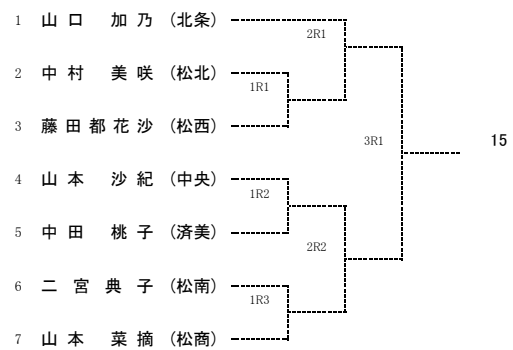 1 山口 加乃 (北条)
2R1
2 中村 美咲 (松北)
1R1
3 藤田都花沙 (松西)
3R1
15
4 山本 沙紀 (中央)
1R2
5 中田 桃子 (済美)
2R2
6 二宮典子 (松南)
1R3
7 山本 菜摘 (松商)